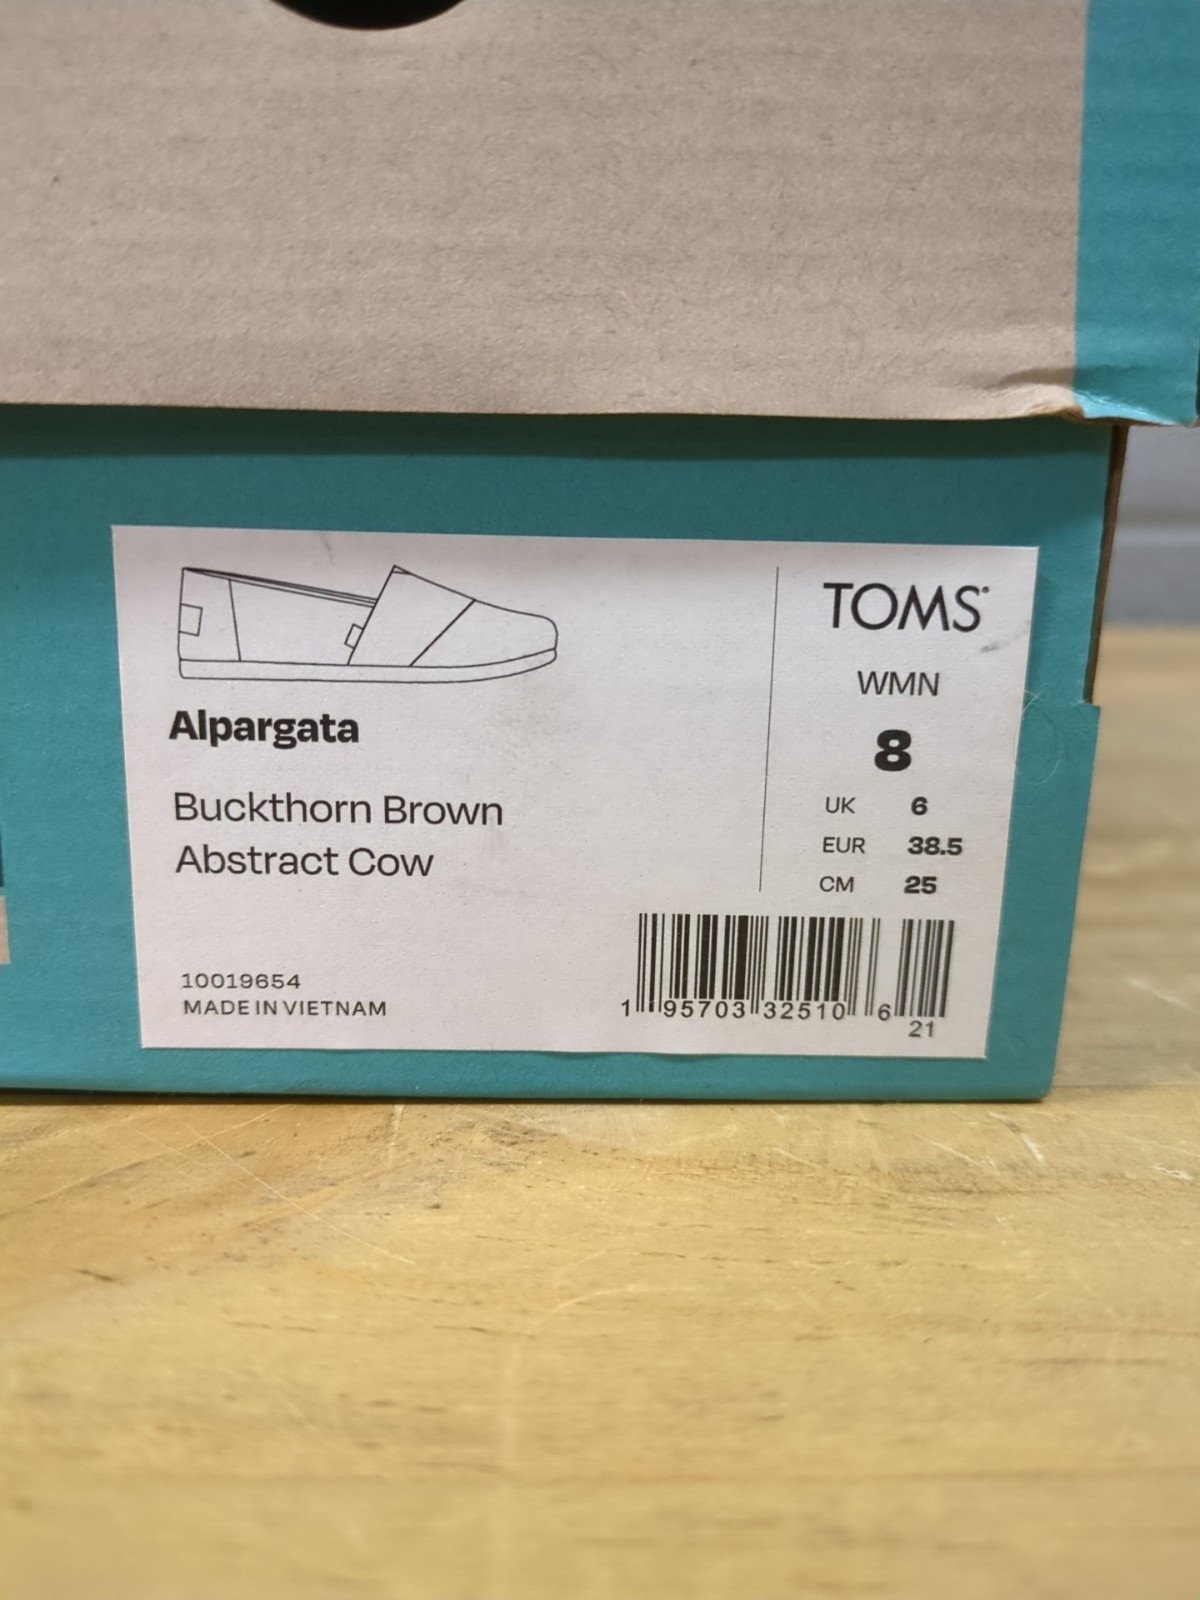 Alpargata
Buckthorn Brown
Abstract Cow
10019654
MADE IN VIETNAM
TOMS
WMN
8
UK 6
EUR 38.5
CM 25
1 95703 32510 6
21